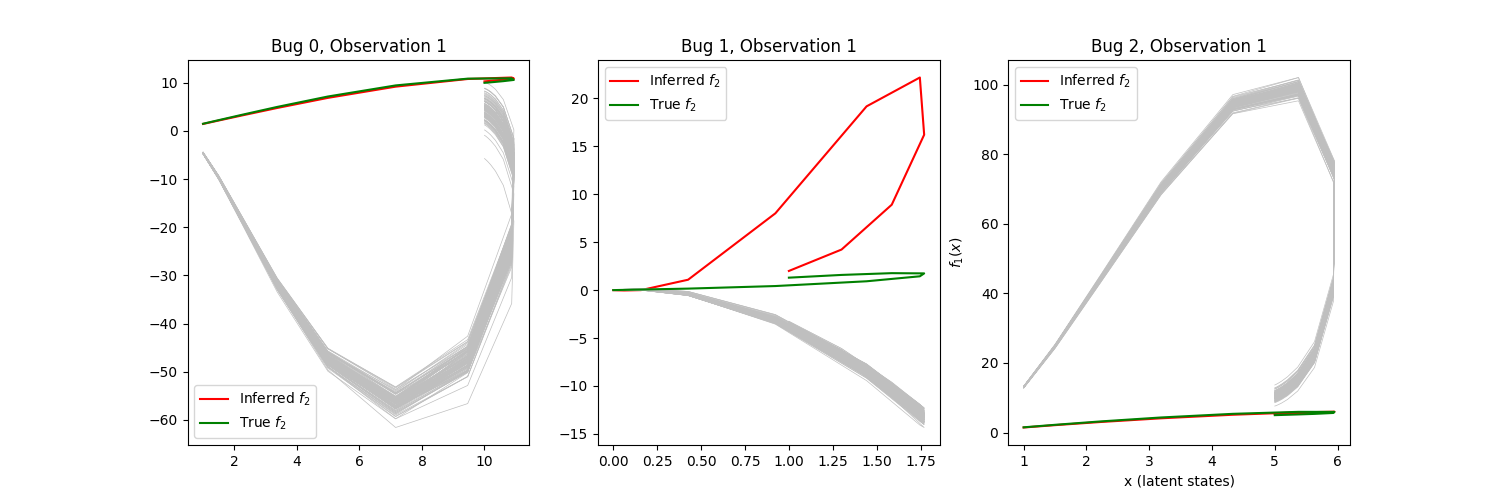 Bug 0, Observation 1
10
0
−10
−20
−30
−40
−50
−60
Inferred f₂
True f₂
2 4 6 8 10
Bug 1, Observation 1
Inferred f₂
True f₂
20
15
10
5
0
−5
−10
−15
0.00 0.25 0.50 0.75 1.00 1.25 1.50 1.75
Bug 2, Observation 1
Inferred f₂
True f₂
f₁(x)
100
80
60
40
20
0
1 2 3 4 5 6
x (latent states)